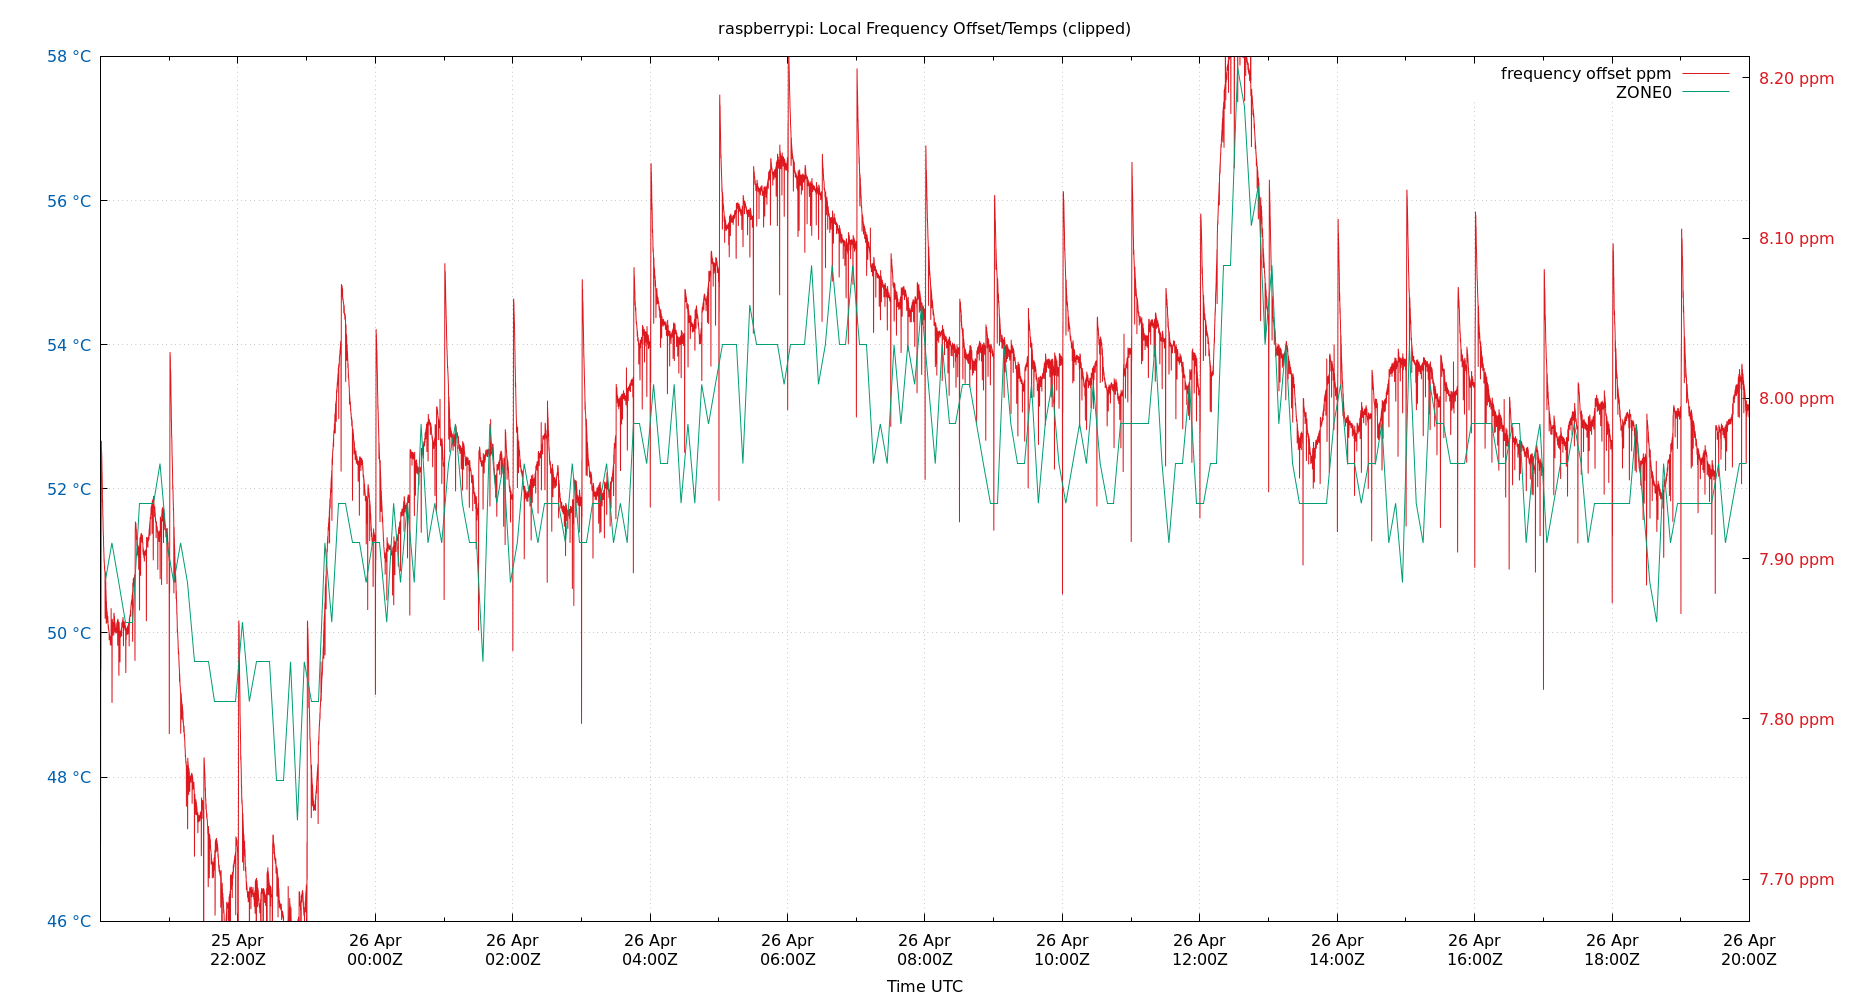 raspberrypi: Local Frequency Offset/Temps (clipped)
58 °C
56 °C
54 °C
52 °C
50 °C
48 °C
46 °C
frequency offset ppm
ZONE0
8.20 ppm
8.10 ppm
8.00 ppm
7.90 ppm
7.80 ppm
7.70 ppm
25 Apr
22:00Z
26 Apr
00:00Z
26 Apr
02:00Z
26 Apr
04:00Z
26 Apr
06:00Z
26 Apr
08:00Z
26 Apr
10:00Z
26 Apr
12:00Z
26 Apr
14:00Z
26 Apr
16:00Z
26 Apr
18:00Z
26 Apr
20:00Z
Time UTC